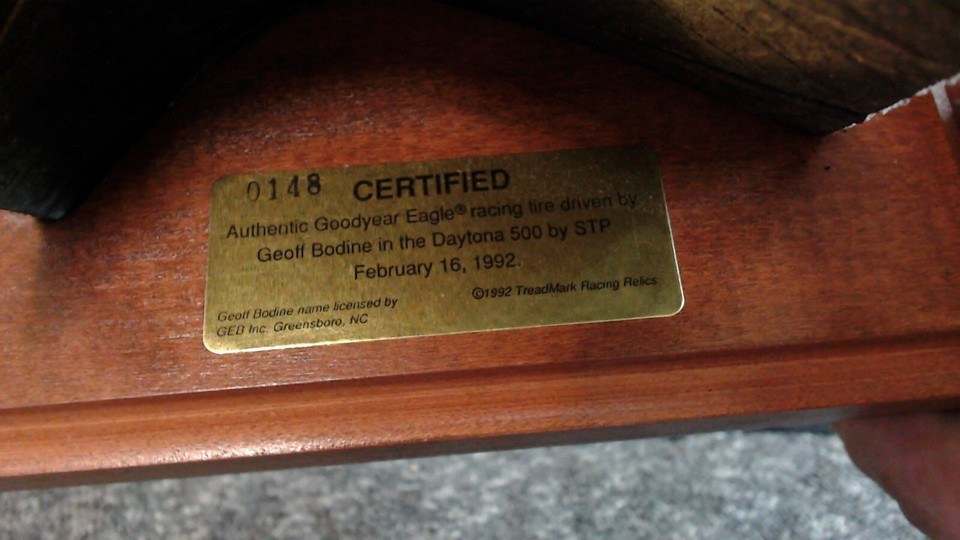 0148 CERTIFIED
Authentic Goodyear Eagle® racing tire driven by
Geoff Bodine in the Daytona 500 by STP
February 16, 1992.
©1992 TreadMark Racing Relics
Geoff Bodine name licensed by
GEB Inc. Greensboro, NC